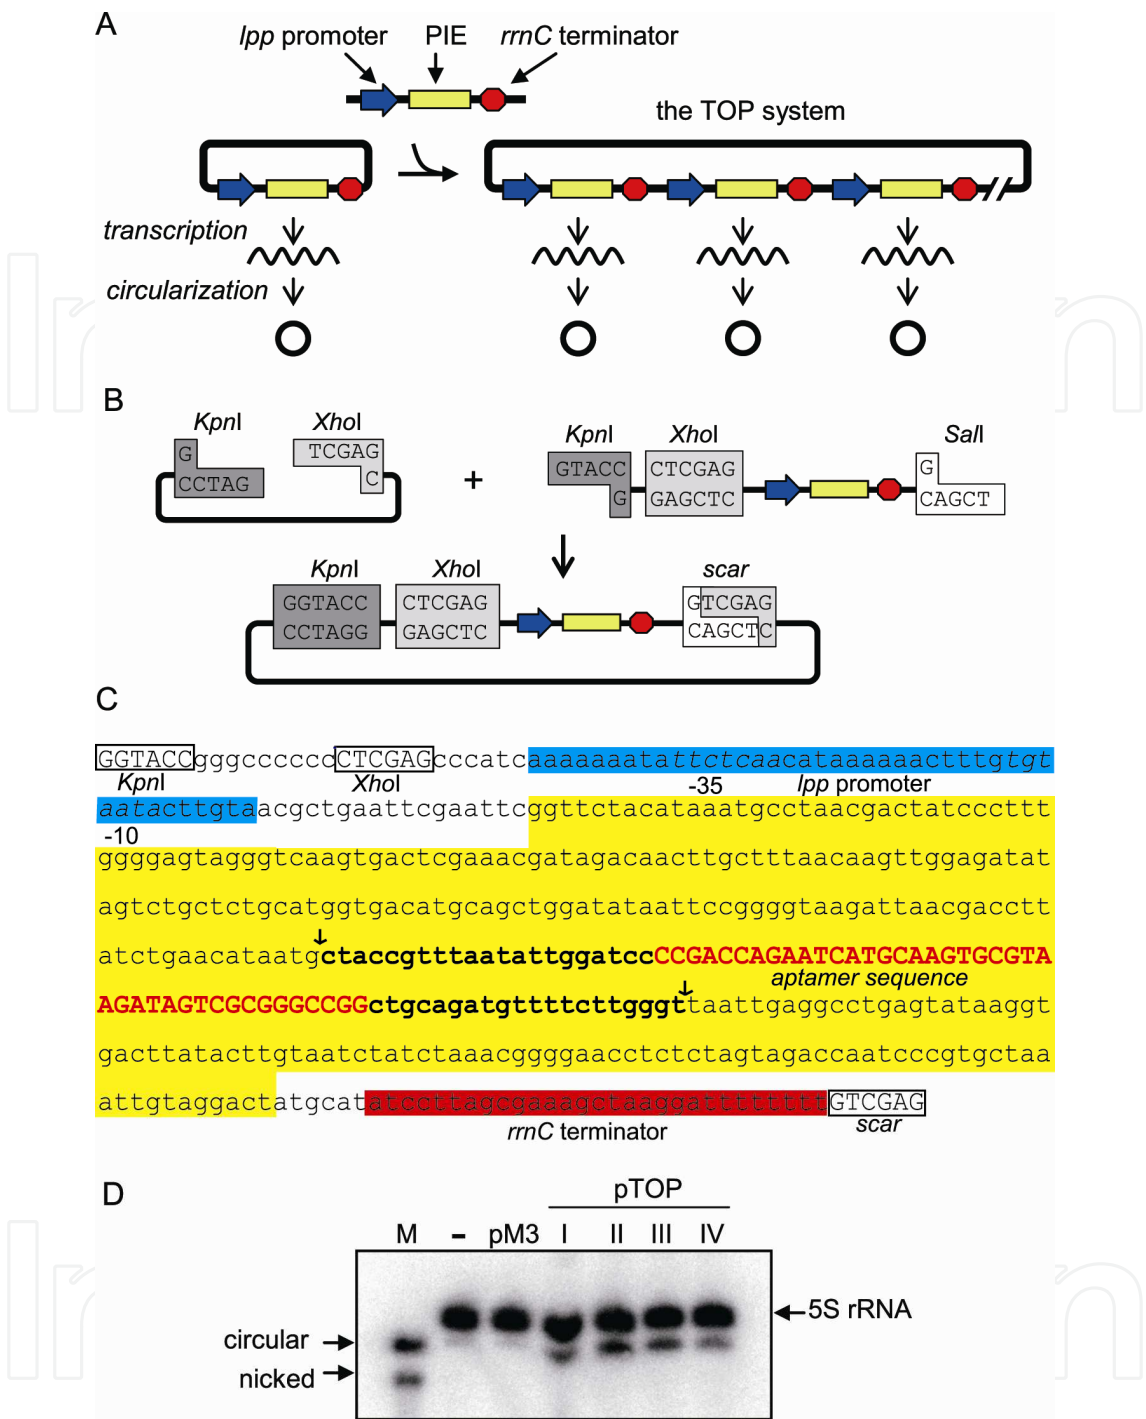 A
lpp promoter PIE rrnC terminator
the TOP system
transcription
circularization
B
KpnI XhoI KpnI XhoI SalI
G TCGAG GTACC CTCGAG G
CCTAG C + G GAGCTC CAGCT
KpnI XhoI scar
GGTACC CTCGAG GTCGAG
CCTAGG GAGCTC CAGCTC
C
GGTACCgggccccccCTCGAGcccatcaaaaaaatattctcaacataaaaaactttgtgt
KpnI XhoI -35 lpp promoter
aatacttgtaacgctgaattcgaattcggttctacataaatgcctaacgactatcccttt
-10
ggggagtagggtcaagtgactcgaaacgatagacaacttgctttaacaagttggagatat
agtctgctctgcatggtgacatgcagctggatataattccggggtaagattaacgacctt
atctgaacataatgctaccgtttaatattggatccCCGACCAGAATCATGCAAGTGCGTA
aptamer sequence
AGATAGTCGCGGGCCGGctgcagatgttttcttgggttaattgaggcctgagtataaggt
gacttatacttgtaatctatctaaacggggaacctctctagtagaccaatcccgtgctaa
attgtaggactatgcatatccttagcgaaagctaaggattttttttttGTCGAG
rrnC terminator scar
D
pTOP
M - pM3 I II III IV
5S rRNA
circular
nicked